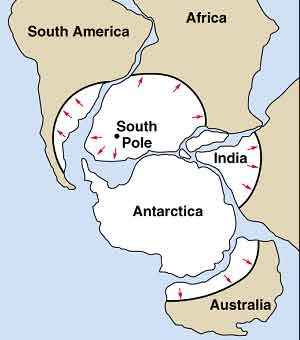 South America
Africa
South
Pole
India
Antarctica
Australia